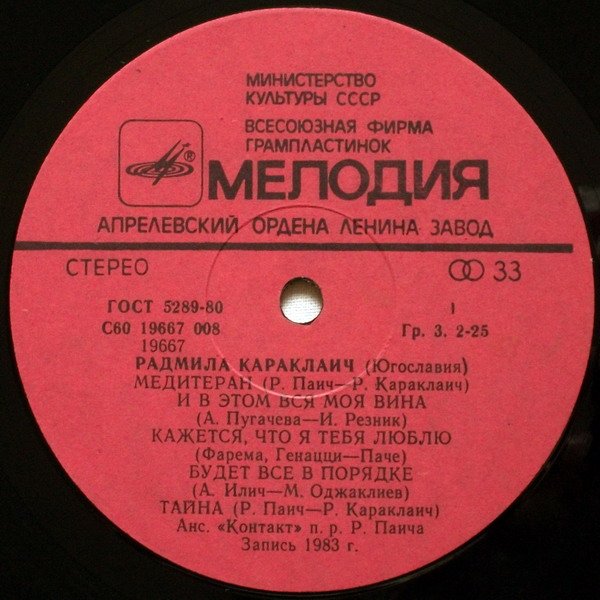 МИНИСТЕРСТВО
КУЛЬТУРЫ СССР
ВСЕСОЮЗНАЯ ФИРМА
ГРАМПЛАСТИНОК
® МЕЛОДИЯ
АПРЕЛЕВСКИЙ ОРДЕНА ЛЕНИНА ЗАВОД
СТЕРЕО 33
ГОСТ 5289-80 1
С60 19667 008 Гр. 3. 2-25
19667
РАДМИЛА КАРАКЛАИЧ (Югославия)
МЕДИТЕРАН (Р. Паич—Р. Караклаич)
И В ЭТОМ ВСЯ МОЯ ВИНА
(А. Пугачева—И. Резник)
КАЖЕТСЯ, ЧТО Я ТЕБЯ ЛЮБЛЮ
(Фарема, Генацци—Паче)
БУДЕТ ВСЕ В ПОРЯДКЕ
(А. Илич—М. Оджаклиев)
ТАЙНА (Р. Паич—Р. Караклаич)
Анс. «Контакт» п. р. Р. Паича
Запись 1983 г.